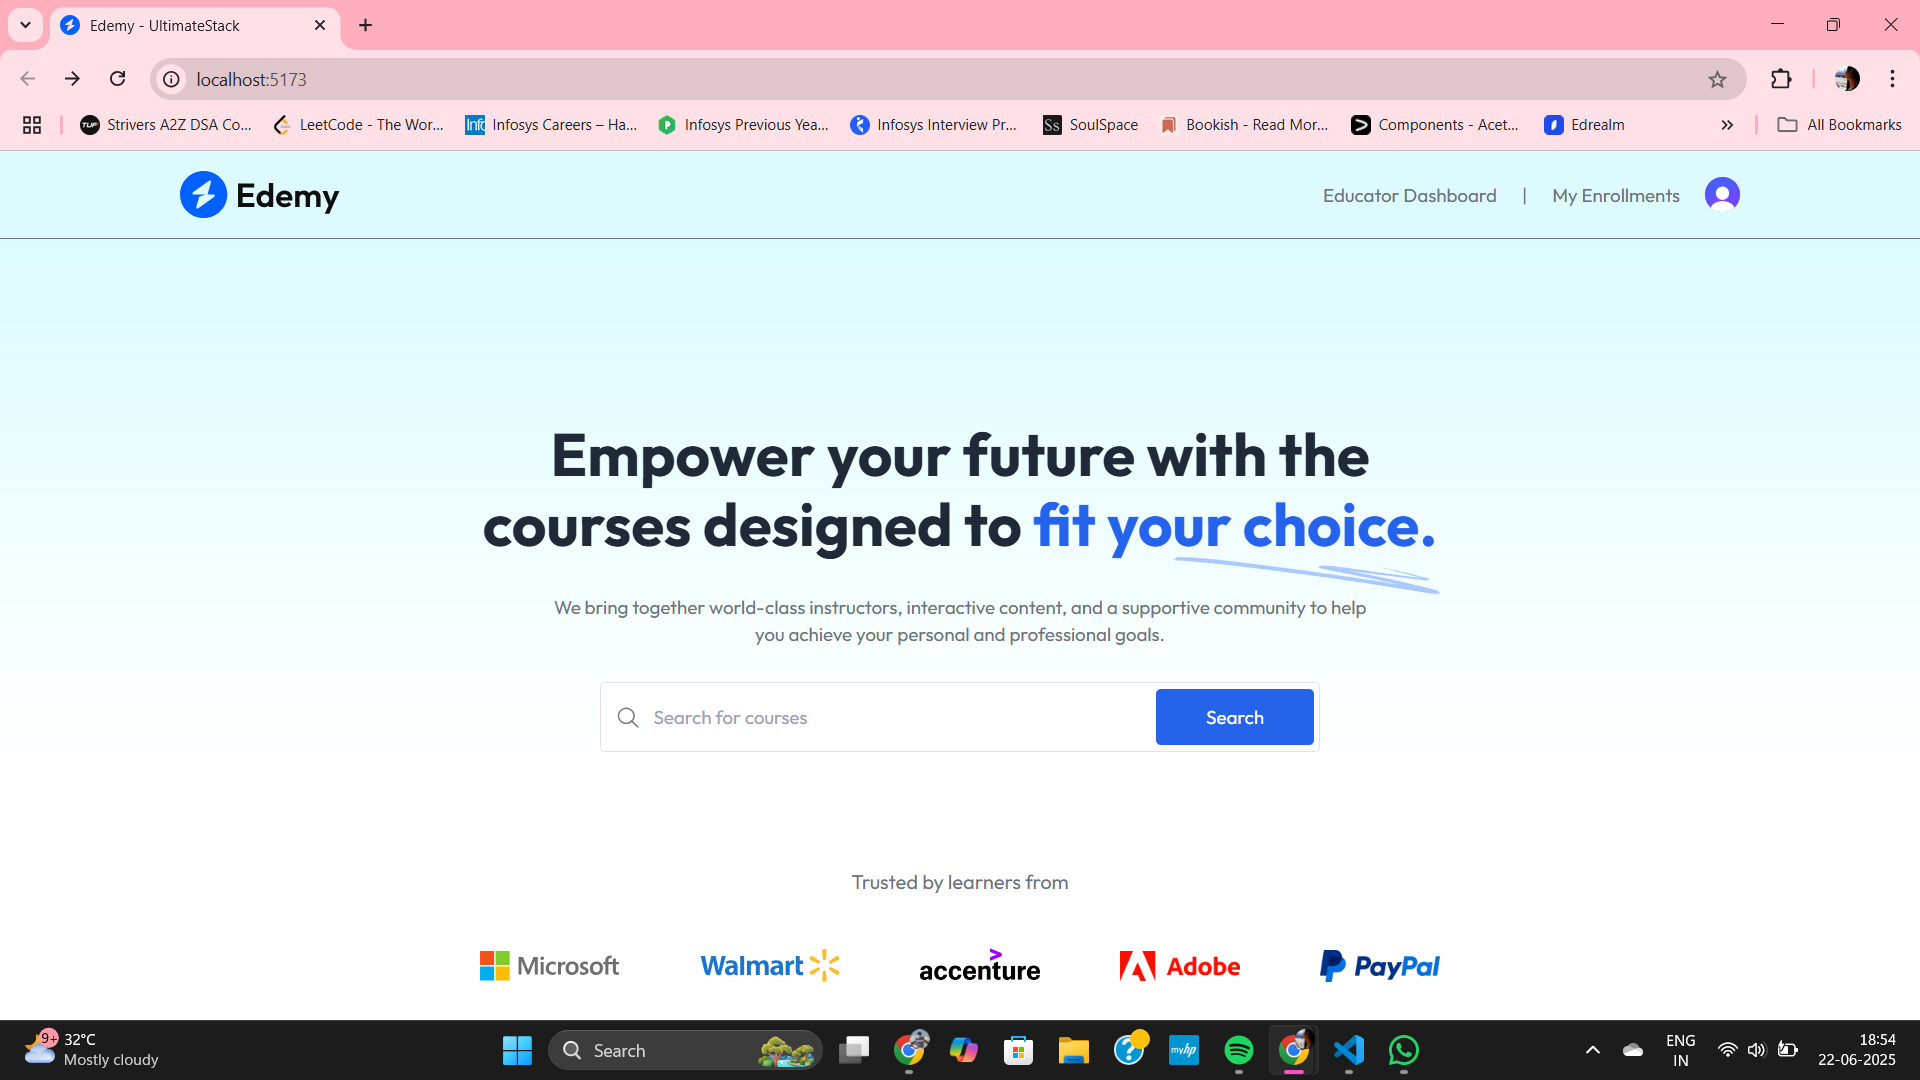 Edemy - UltimateStack
localhost:5173
Strivers A2Z DSA Co...
LeetCode - The Wor...
Infosys Careers – Ha...
Infosys Previous Yea...
Infosys Interview Pr...
SoulSpace
Bookish - Read Mor...
Components - Acet...
Edrealm
All Bookmarks
Edemy
Educator Dashboard | My Enrollments
Empower your future with the
courses designed to fit your choice.
We bring together world-class instructors, interactive content, and a supportive community to help
you achieve your personal and professional goals.
Search for courses
Search
Trusted by learners from
Microsoft
Walmart
accenture
Adobe
PayPal
9+
32°C
Mostly cloudy
Search
myhp
ENG
IN
18:54
22-06-2025